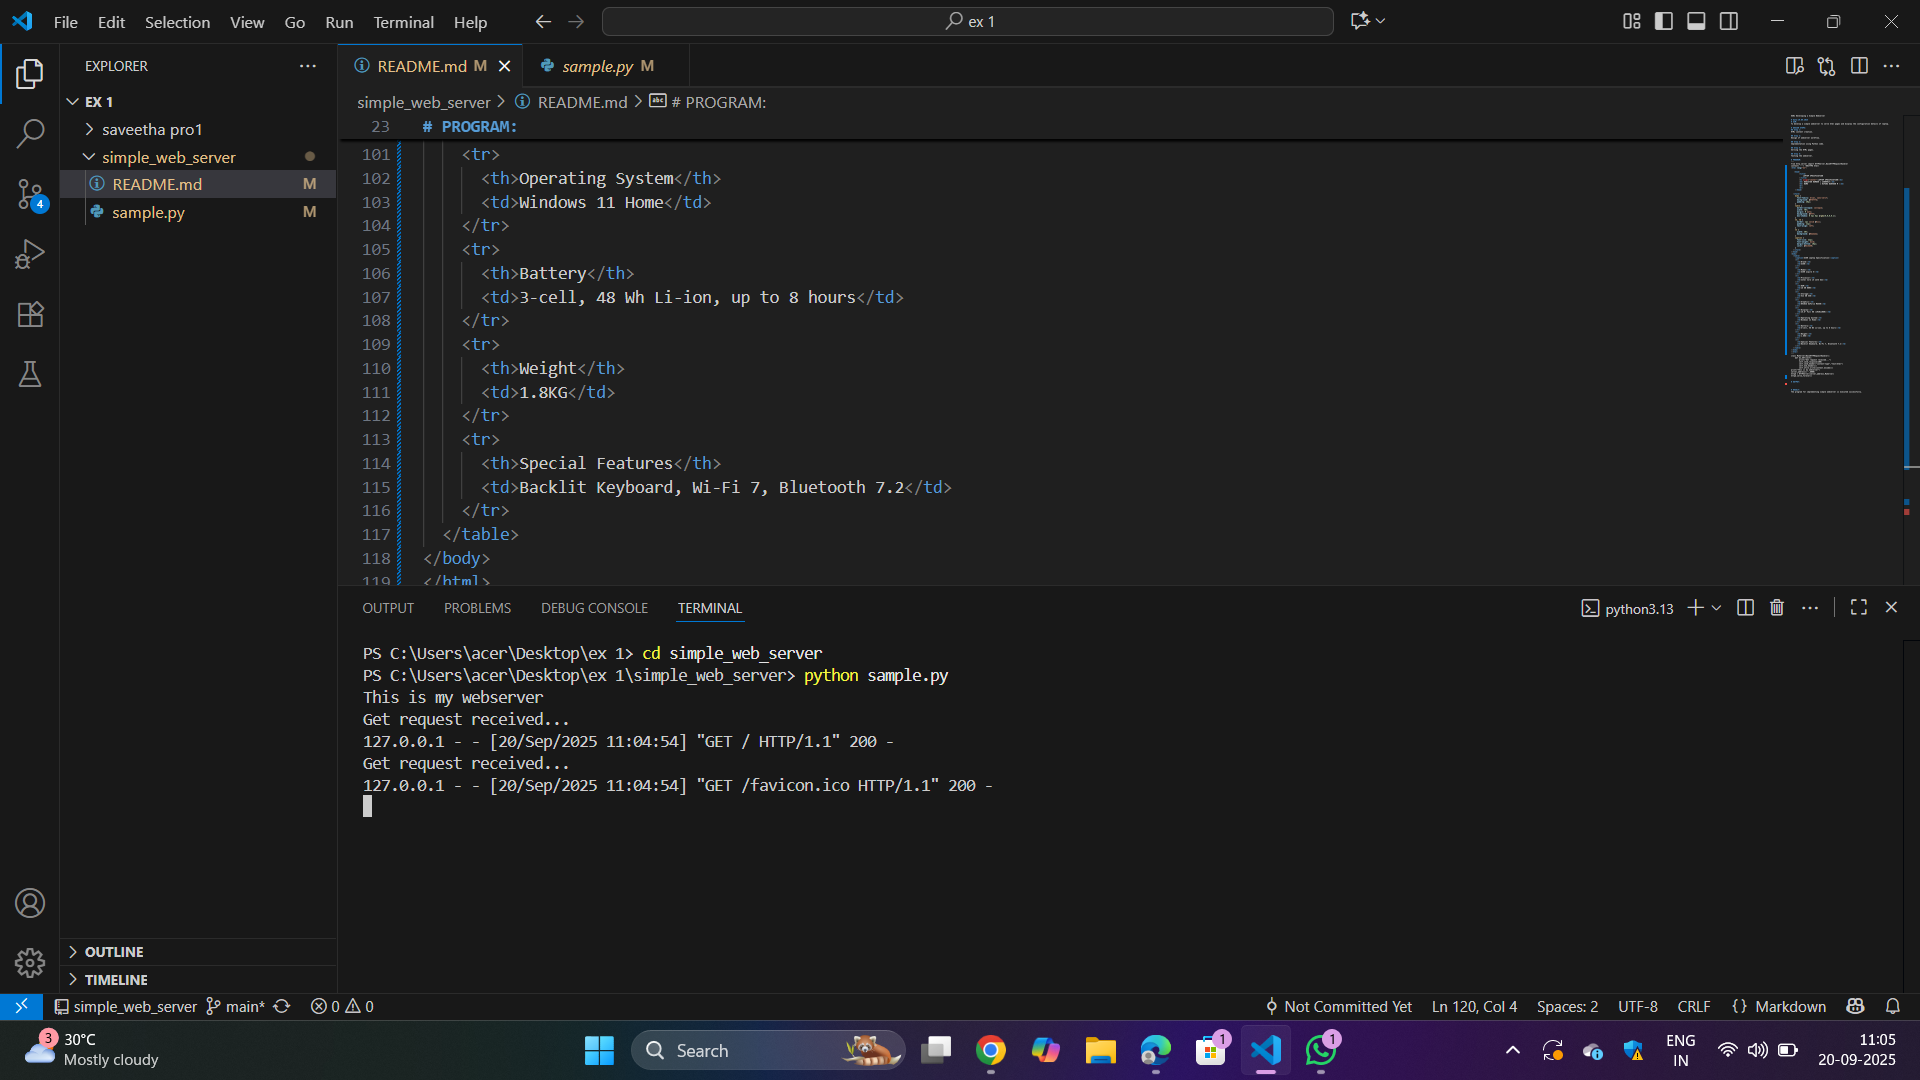 File Edit Selection View Go Run Terminal Help
ex 1
EXPLORER
EX 1
saveetha pro1
simple_web_server
README.md M
sample.py M
4
README.md M
sample.py M
simple_web_server > README.md > # PROGRAM:
23 # PROGRAM:
101 <tr>
102 <th>Operating System</th>
103 <td>Windows 11 Home</td>
104 </tr>
105 <tr>
106 <th>Battery</th>
107 <td>3-cell, 48 Wh Li-ion, up to 8 hours</td>
108 </tr>
109 <tr>
110 <th>Weight</th>
111 <td>1.8KG</td>
112 </tr>
113 <tr>
114 <th>Special Features</th>
115 <td>Backlit Keyboard, Wi-Fi 7, Bluetooth 7.2</td>
116 </tr>
117 </table>
118 </body>
119 </html>
OUTPUT PROBLEMS DEBUG CONSOLE TERMINAL
python3.13
PS C:\Users\acer\Desktop\ex 1> cd simple_web_server
PS C:\Users\acer\Desktop\ex 1\simple_web_server> python sample.py
This is my webserver
Get request received...
127.0.0.1 - - [20/Sep/2025 11:04:54] "GET / HTTP/1.1" 200 -
Get request received...
127.0.0.1 - - [20/Sep/2025 11:04:54] "GET /favicon.ico HTTP/1.1" 200 -
OUTLINE
TIMELINE
simple_web_server main* 0 0
Not Committed Yet Ln 120, Col 4 Spaces: 2 UTF-8 CRLF {} Markdown
3
30°C
Mostly cloudy
Search
1
1
ENG
IN
11:05
20-09-2025